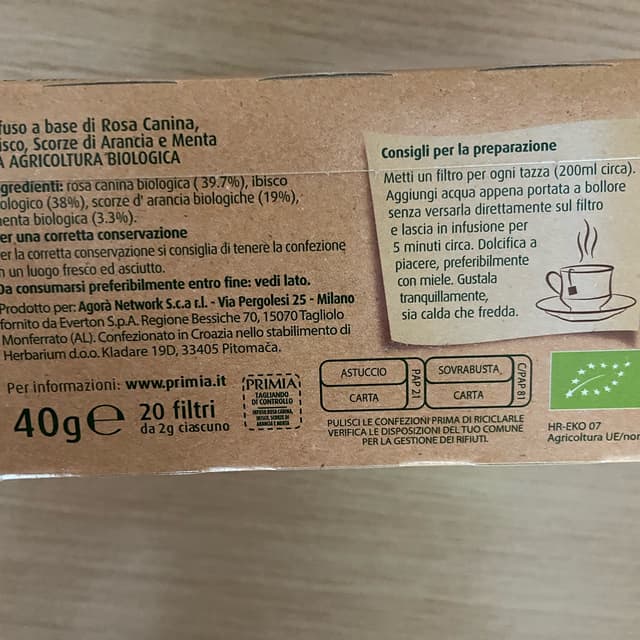 fuso a base di Rosa Canina,
isco, Scorze di Arancia e Menta
A AGRICOLTURA BIOLOGICA
gredienti: rosa canina biologica ( 39.7%), ibisco
ologico (38%), scorze d' arancia biologiche (19%),
enta biologica (3.3%).
er una corretta conservazione
er la corretta conservazione si consiglia di tenere la confezione
n un luogo fresco ed asciutto.
Da consumarsi preferibilmente entro fine: vedi lato.
Prodotto per: Agorà Network S.c.a r.l. - Via Pergolesi 25 - Milano
fornito da Everton S.p.A. Regione Bessiche 70, 15070 Tagliolo
Monferrato (AL). Confezionato in Croazia nello stabilimento di
Herbarium d.o.o. Kladare 19D, 33405 Pitomača.
Per informazioni: www.primia.it
40g e 20 filtri
da 2g ciascuno
PRIMIA
TAGLIANDO
DI CONTROLLO
INFUSO ROSA CANINA,
IBISCO, SCORZE DI
ARANCIA E MENTA
Consigli per la preparazione
Metti un filtro per ogni tazza (200ml circa).
Aggiungi acqua appena portata a bollore
senza versarla direttamente sul filtro
e lascia in infusione per
5 minuti circa. Dolcifica a
piacere, preferibilmente
con miele. Gustala
tranquillamente,
sia calda che fredda.
ASTUCCIO
CARTA
PAP 21
SOVRABUSTA
CARTA
C/PAP 81
PULISCI LE CONFEZIONI PRIMA DI RICICLARLE
VERIFICA LE DISPOSIZIONI DEL TUO COMUNE
PER LA GESTIONE DEI RIFIUTI.
HR-EKO 07
Agricoltura UE/non